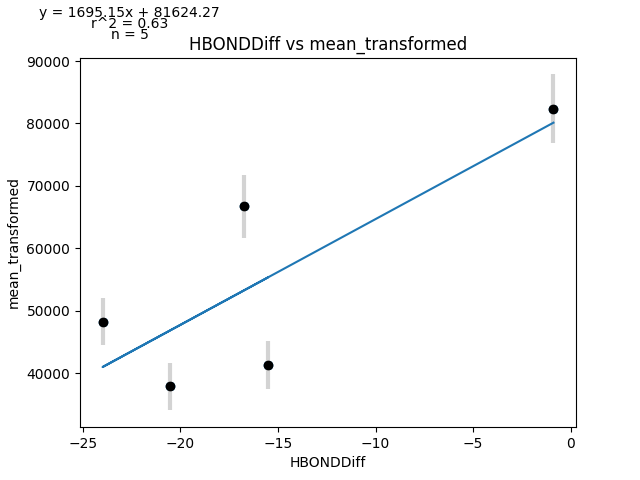 y = 1695.15x + 81624.27
r^2 = 0.63
n = 5
HBONDDiff vs mean_transformed
90000
80000
70000
60000
50000
40000
mean_transformed
−25
−20
−15
−10
−5
0
HBONDDiff